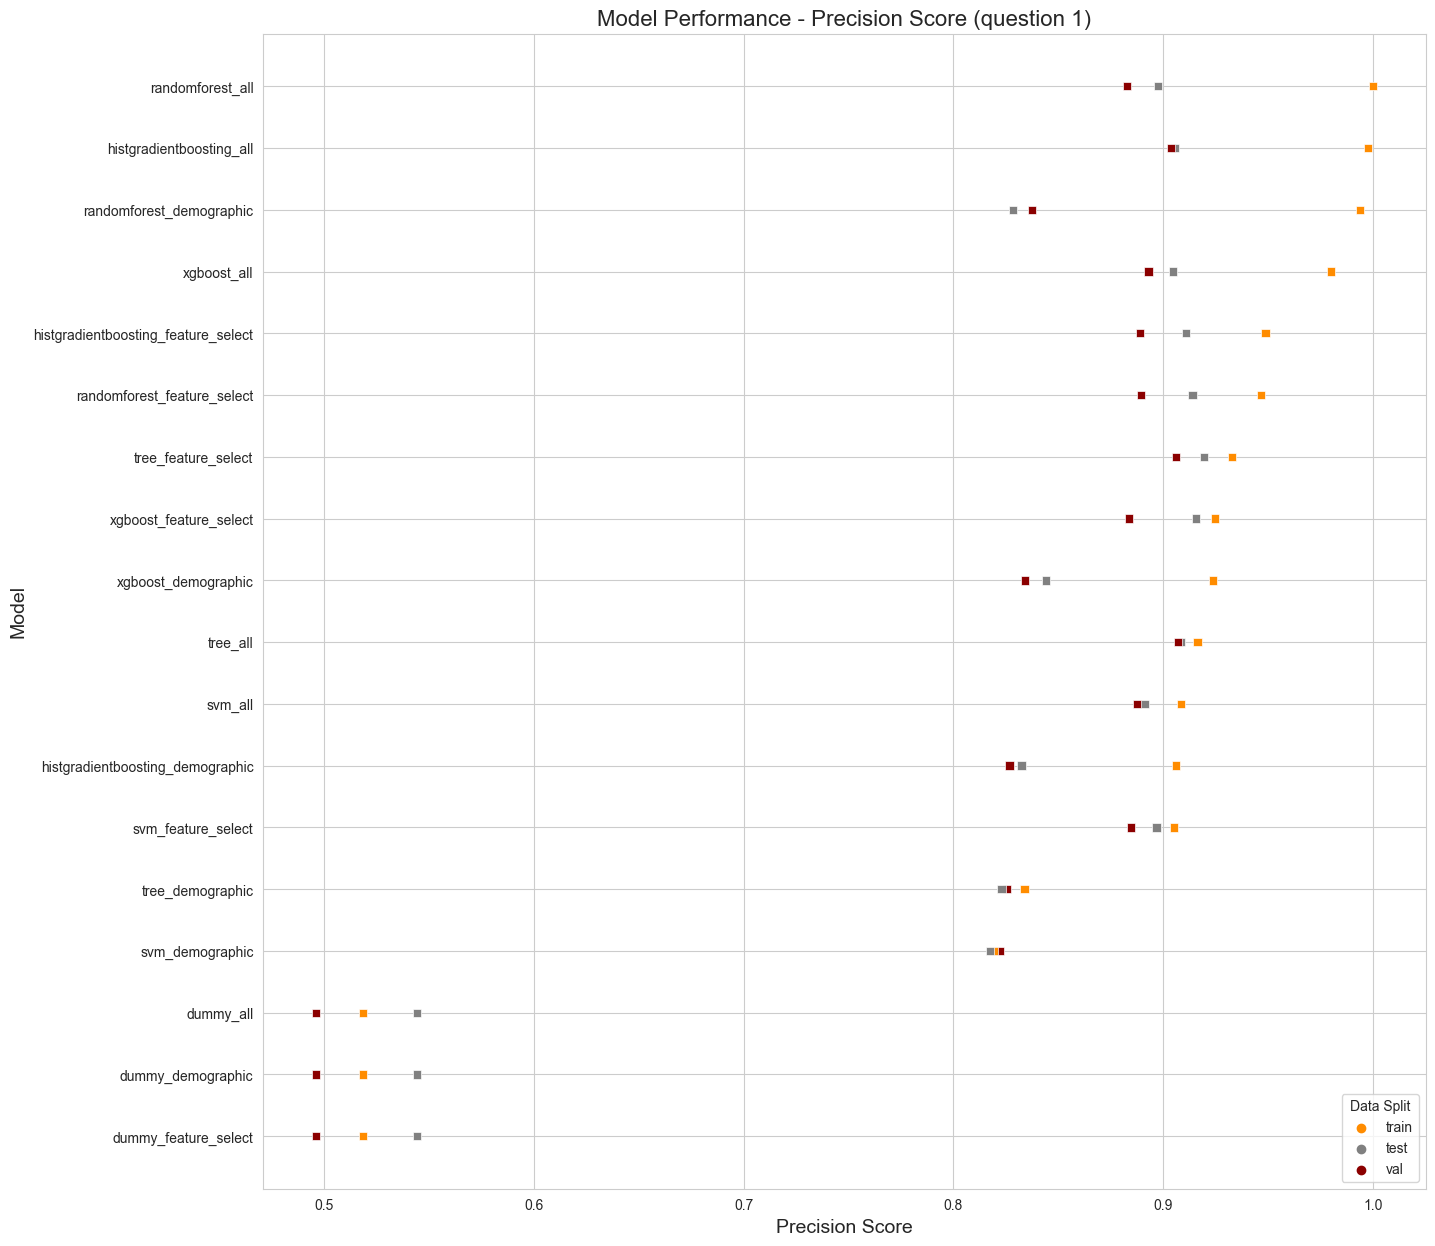 Model Performance - Precision Score (question 1)
randomforest_all
histgradientboosting_all
randomforest_demographic
xgboost_all
histgradientboosting_feature_select
randomforest_feature_select
tree_feature_select
xgboost_feature_select
xgboost_demographic
tree_all
svm_all
histgradientboosting_demographic
svm_feature_select
tree_demographic
svm_demographic
dummy_all
dummy_demographic
dummy_feature_select
Model
0.5 0.6 0.7 0.8 0.9 1.0
Precision Score
Data Split
train
test
val